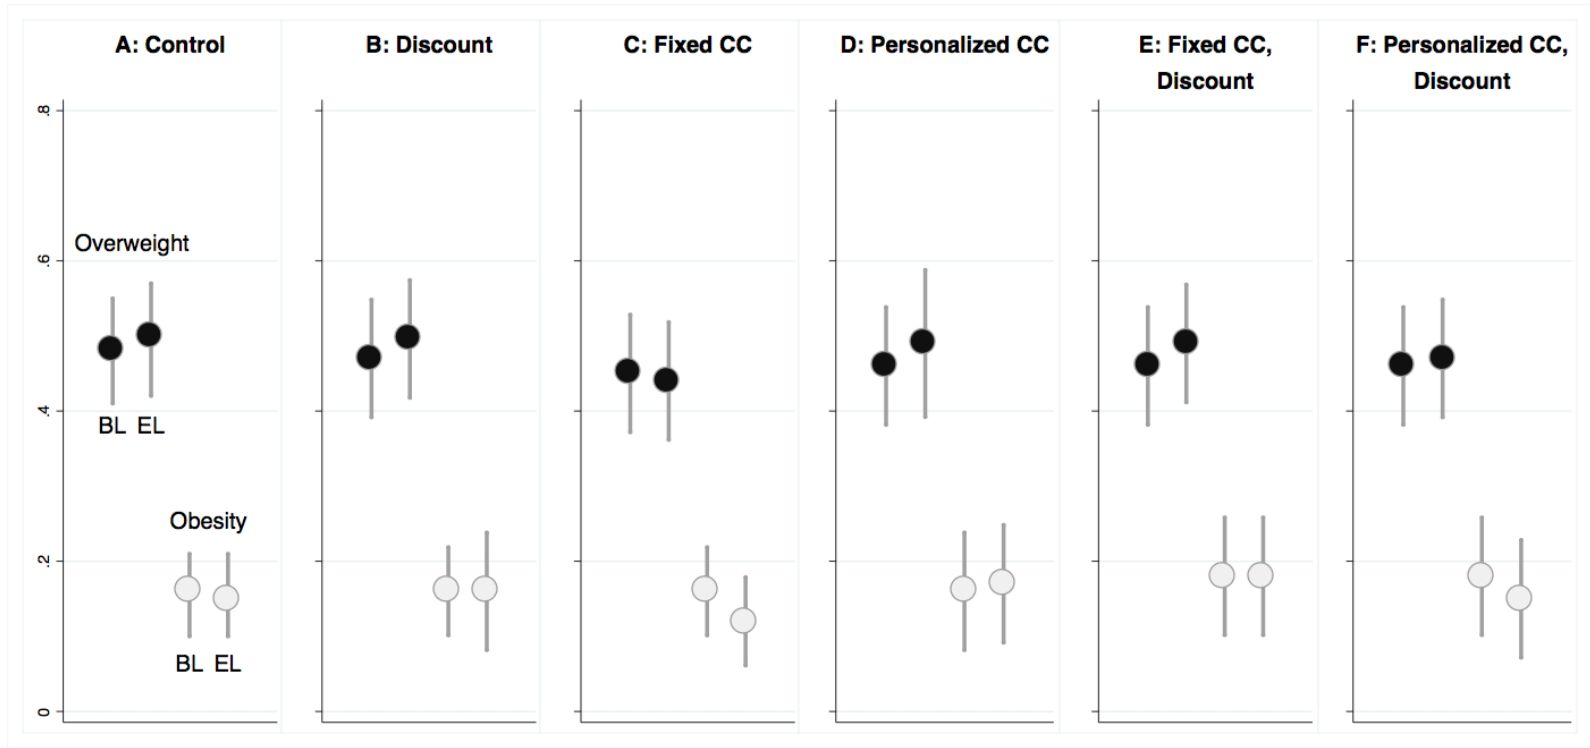 A: Control
B: Discount
C: Fixed CC
D: Personalized CC
E: Fixed CC,
Discount
F: Personalized CC,
Discount
.8
.6
.4
.2
0
Overweight
BL EL
Obesity
BL EL